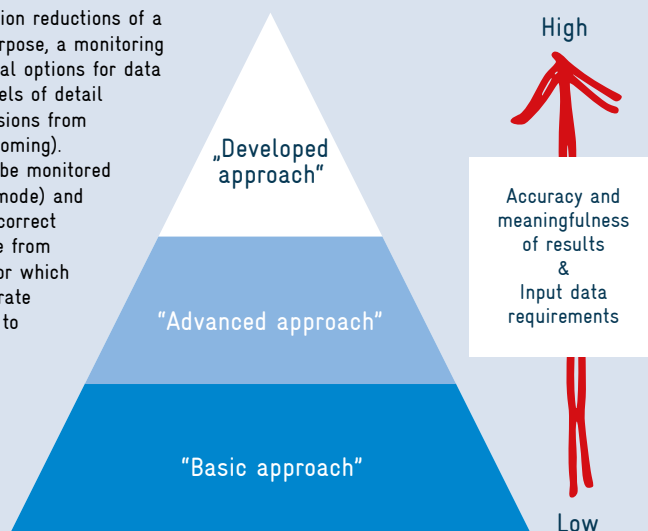 ion reductions of a
rpose, a monitoring
al options for data
els of detail
sions from
oming).
be monitored
mode) and
correct
e from
or which
rate
to
„Developed
approach“
"Advanced approach"
"Basic approach"
High
Accuracy and
meaningfulness
of results
&
Input data
requirements
Low